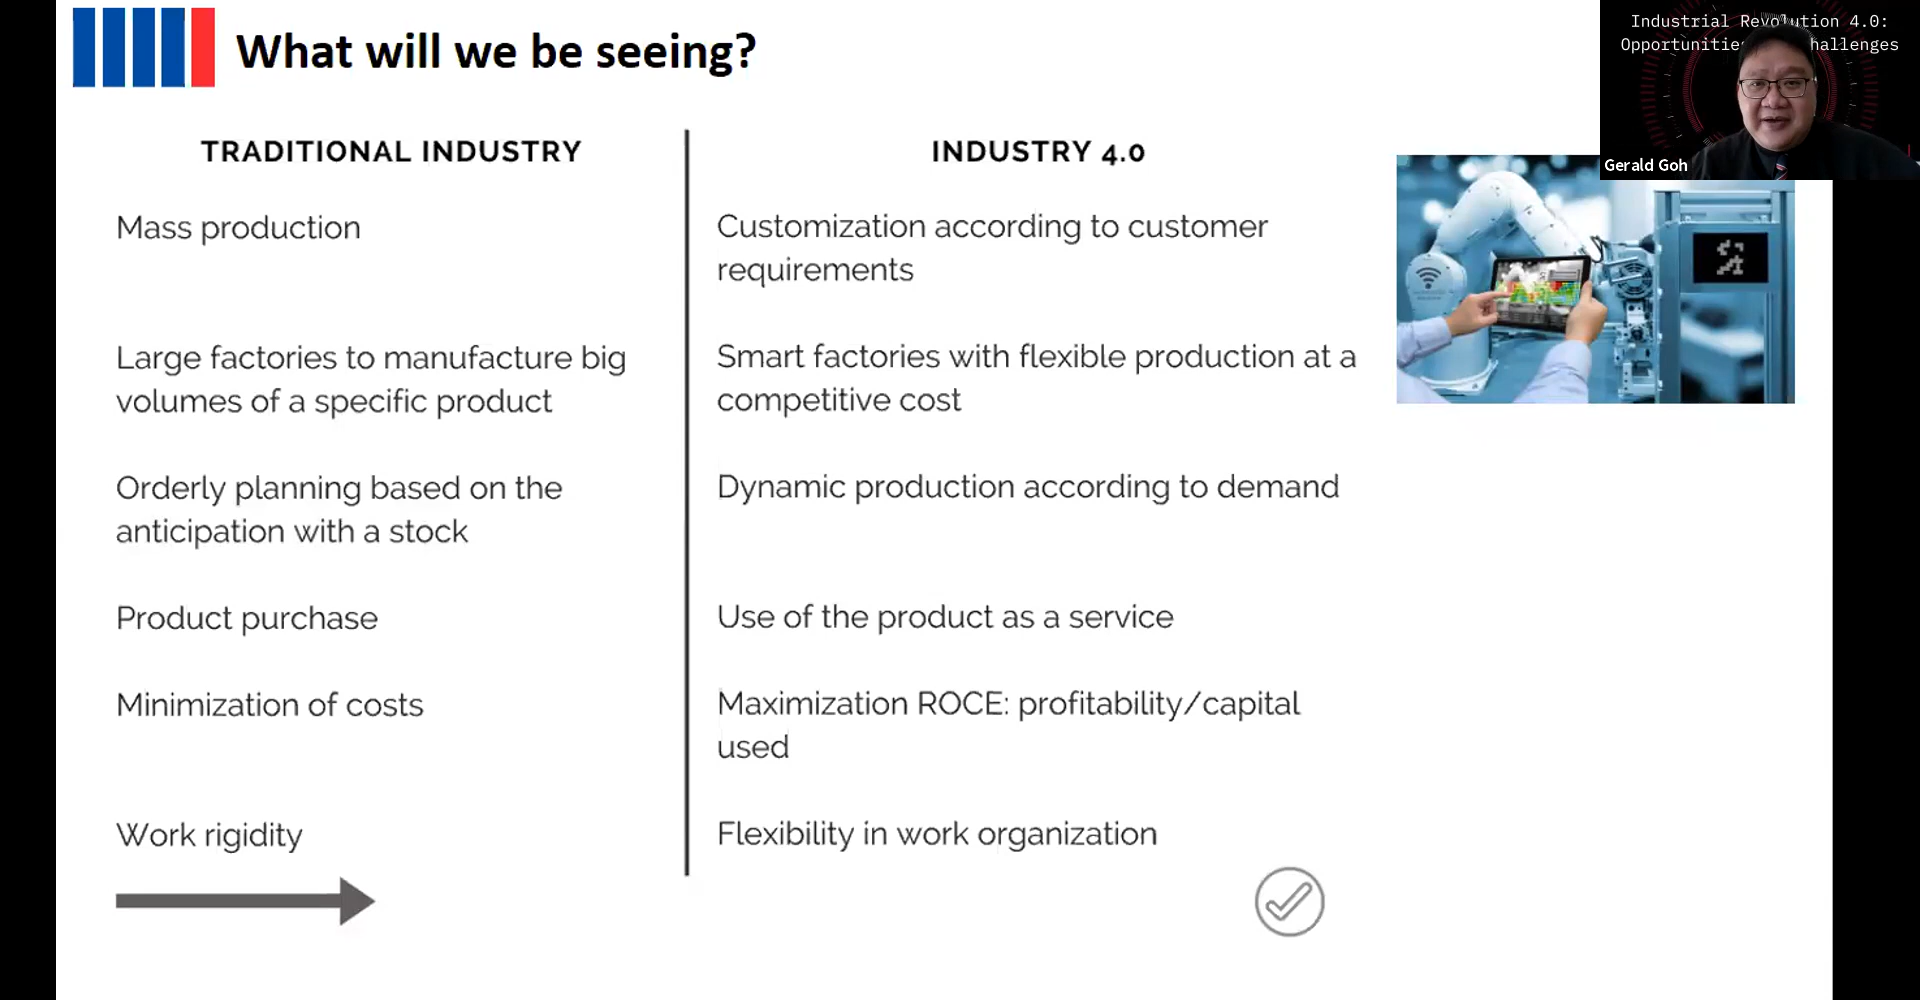 What will we be seeing?
Industrial Revolution 4.0:
Opportunities hallenges
Gerald Goh
TRADITIONAL INDUSTRY
INDUSTRY 4.0
Mass production
Customization according to customer
requirements
Large factories to manufacture big
volumes of a specific product
Smart factories with flexible production at a
competitive cost
Orderly planning based on the
anticipation with a stock
Dynamic production according to demand
Product purchase
Use of the product as a service
Minimization of costs
Maximization ROCE: profitability/capital
used
Work rigidity
Flexibility in work organization